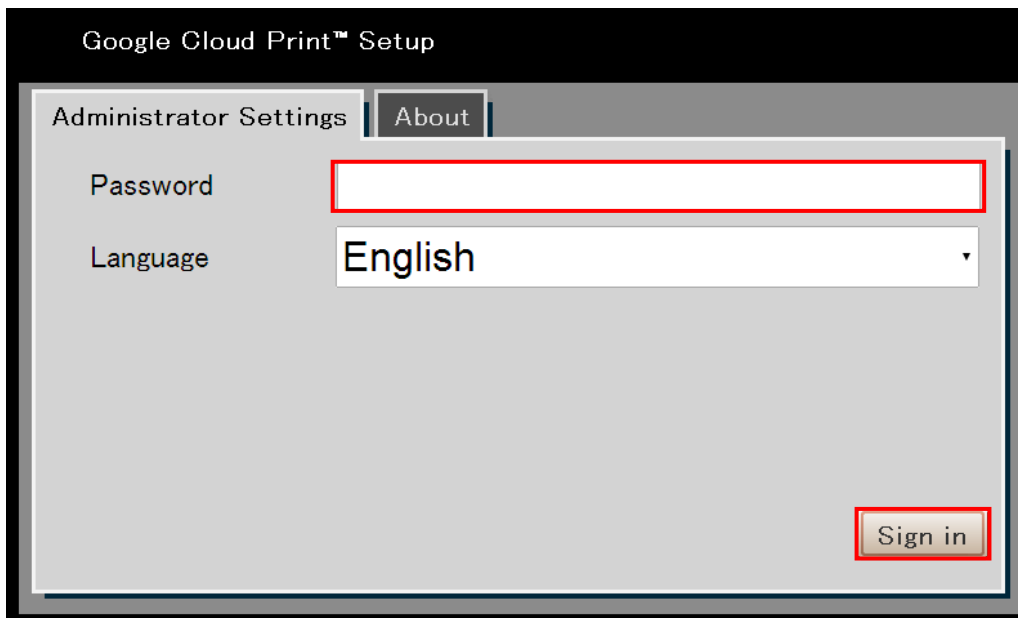 Google Cloud Print™ Setup
Administrator Settings About
Password
Language English
Sign in